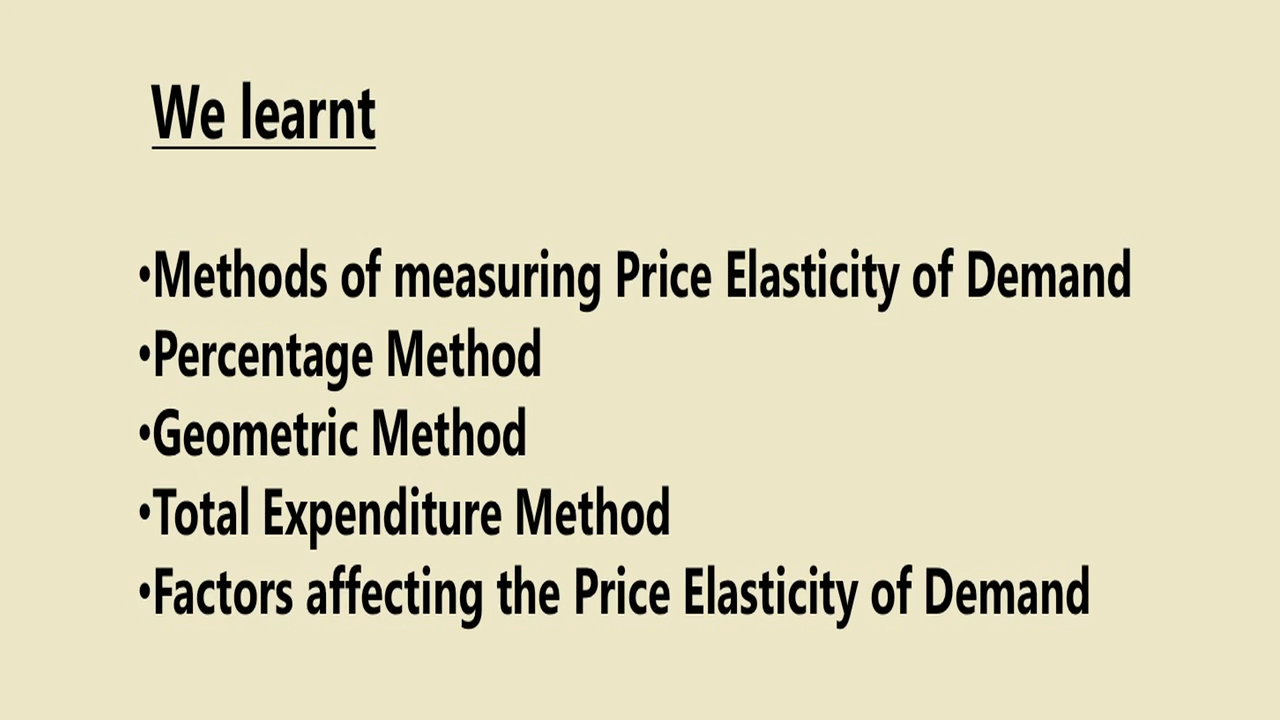 We learnt
•Methods of measuring Price Elasticity of Demand
•Percentage Method
•Geometric Method
•Total Expenditure Method
•Factors affecting the Price Elasticity of Demand